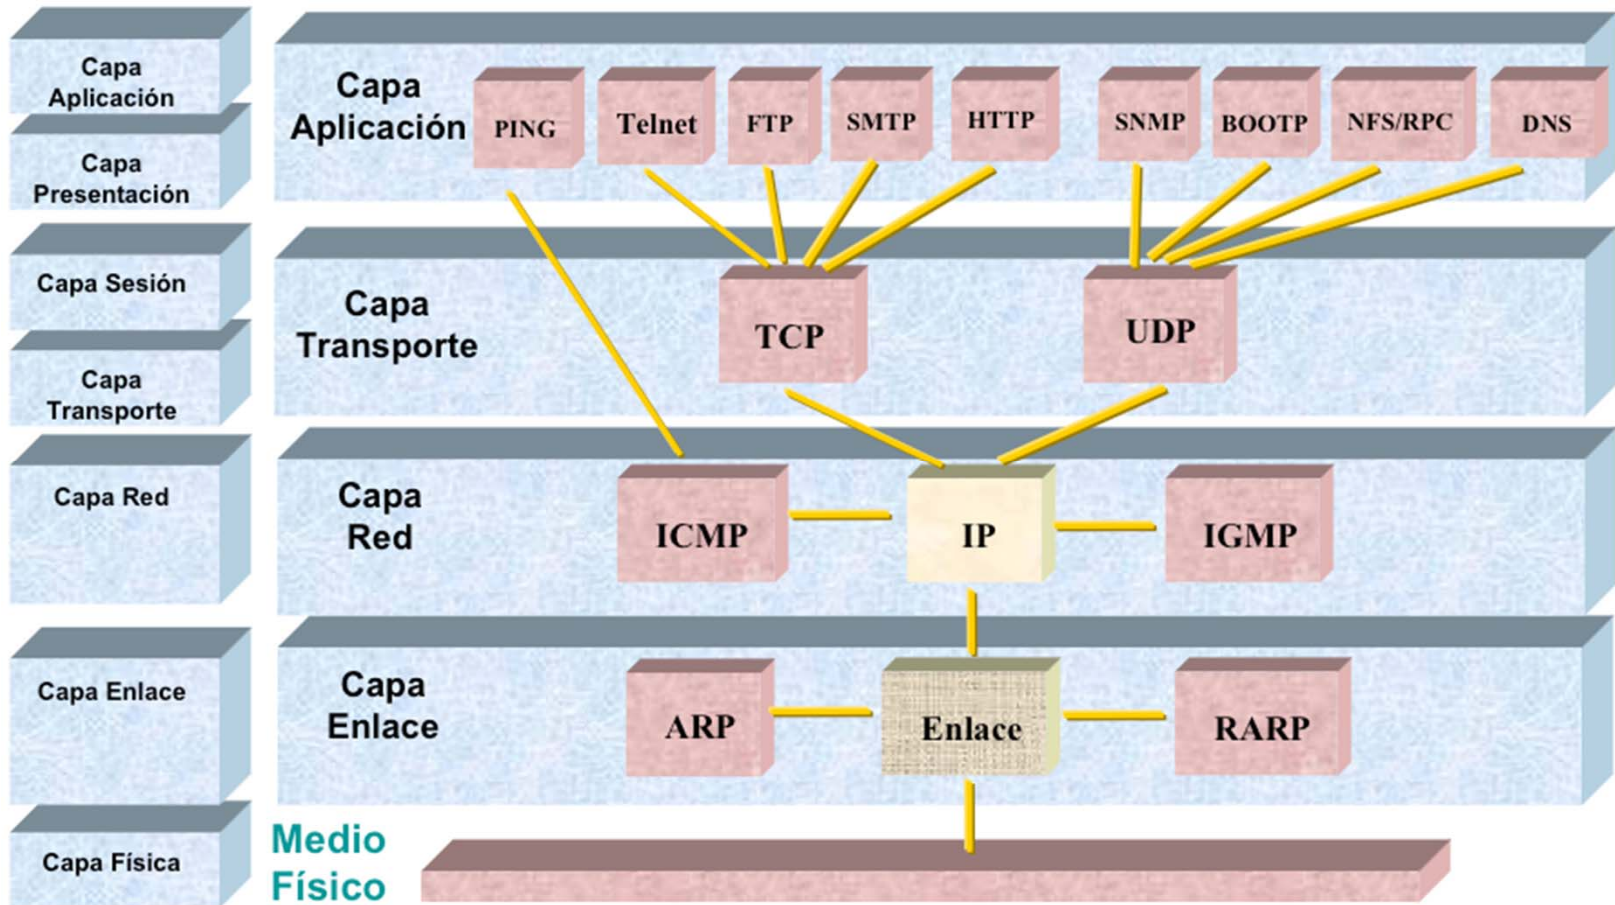 Capa
Aplicación
Capa
Presentación
Capa Sesión
Capa
Transporte
Capa Red
Capa Enlace
Capa Física
Capa
Aplicación
PING
Telnet
FTP
SMTP
HTTP
SNMP
BOOTP
NFS/RPC
DNS
Capa
Transporte
TCP
UDP
Capa
Red
ICMP
IP
IGMP
Capa
Enlace
ARP
Enlace
RARP
Medio
Físico